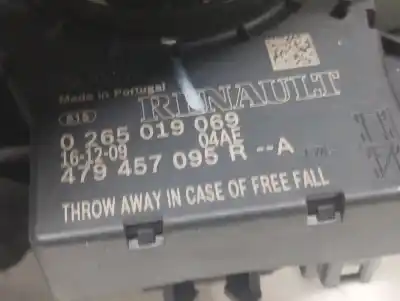 Made in Portugal
RENAULT
0 265 019 069
16-12-09 04AE
479 457 095 R --A
THROW AWAY IN CASE OF FREE FALL